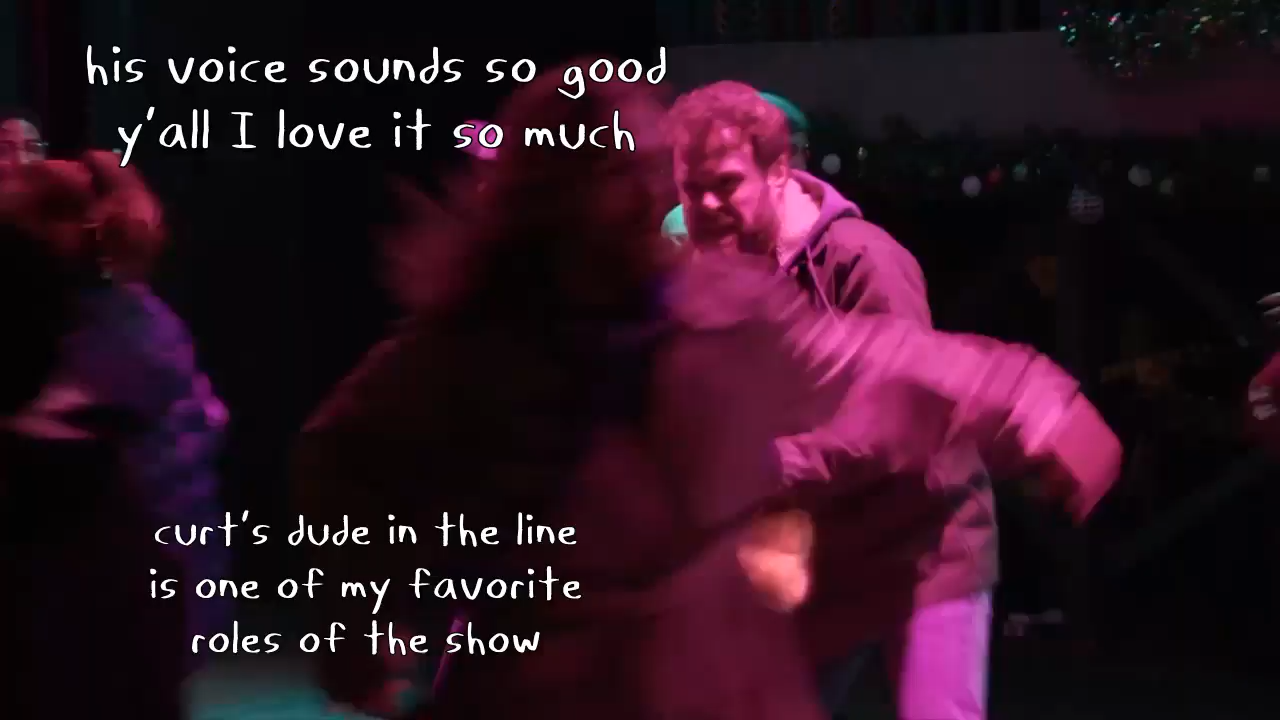 his voice sounds so good
y'all I love it so much
curt's dude in the line
is one of my favorite
roles of the show